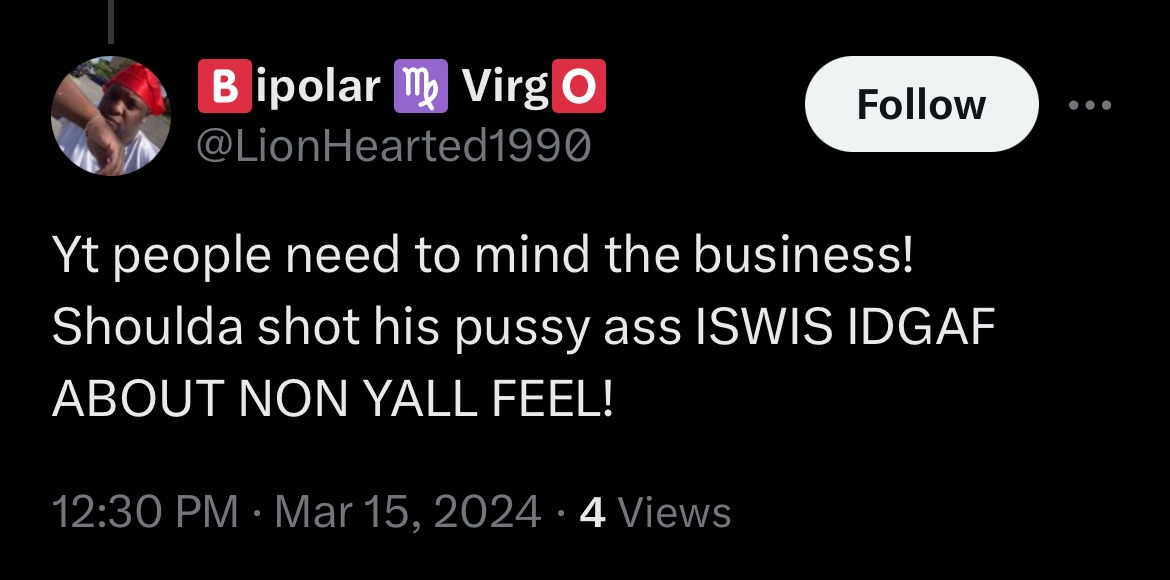 🅱️ipolar ♍ Virg🅾️
@LionHearted1990
Follow
Yt people need to mind the business!
Shoulda shot his pussy ass ISWIS IDGAF
ABOUT NON YALL FEEL!
12:30 PM · Mar 15, 2024 · 4 Views